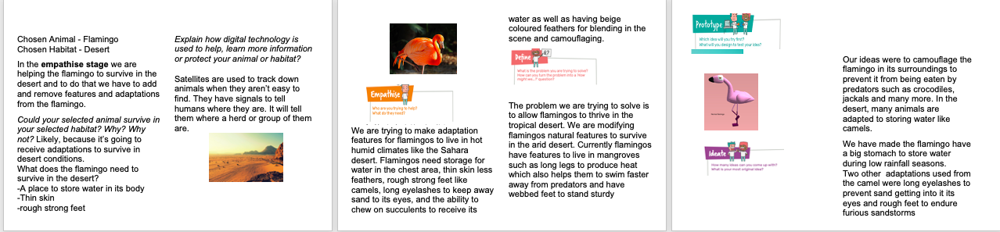 Chosen Animal - Flamingo
Chosen Habitat - Desert
In the empathise stage we are
helping the flamingo to survive in the
desert and to do that we have to add
and remove features and adaptations
from the flamingo.
Could your selected animal survive in
your selected habitat? Why? Why
not? Likely, because it's going to
receive adaptations to survive in
desert conditions.
What does the flamingo need to
survive in the desert?
-A place to store water in its body
-Thin skin
-rough strong feet
Explain how digital technology is
used to help, learn more information
or protect your animal or habitat?
Satellites are used to track down
animals when they aren't easy to
find. They have signals to tell
humans where they are. It will tell
them where a herd or group of them
are.
Empathise
Who are you trying to help?
What do they need?
We are trying to make adaptation
features for flamingos to live in hot
humid climates like the Sahara
desert. Flamingos need storage for
water in the chest area, thin skin less
feathers, rough strong feet like
camels, long eyelashes to keep away
sand to its eyes, and the ability to
chew on succulents to receive its
water as well as having beige
coloured feathers for blending in the
scene and camouflaging.
Define
What is the problem you are trying to solve?
How can you turn the problem into a 'How
might we...?' question?
The problem we are trying to solve is
to allow flamingos to thrive in the
tropical desert. We are modifying
flamingos natural features to survive
in the arid desert. Currently flamingos
have features to live in mangroves
such as long legs to produce heat
which also helps them to swim faster
away from predators and have
webbed feet to stand sturdy
Prototype
Which idea will you try first?
What will you design to test your idea?
Ideate
How many ideas can you come up with?
What is your most original idea?
Our ideas were to camouflage the
flamingo in its surroundings to
prevent it from being eaten by
predators such as crocodiles,
jackals and many more. In the
desert, many animals are
adapted to storing water like
camels.
We have made the flamingo have
a big stomach to store water
during low rainfall seasons.
Two other adaptations used from
the camel were long eyelashes to
prevent sand getting into it its
eyes and rough feet to endure
furious sandstorms